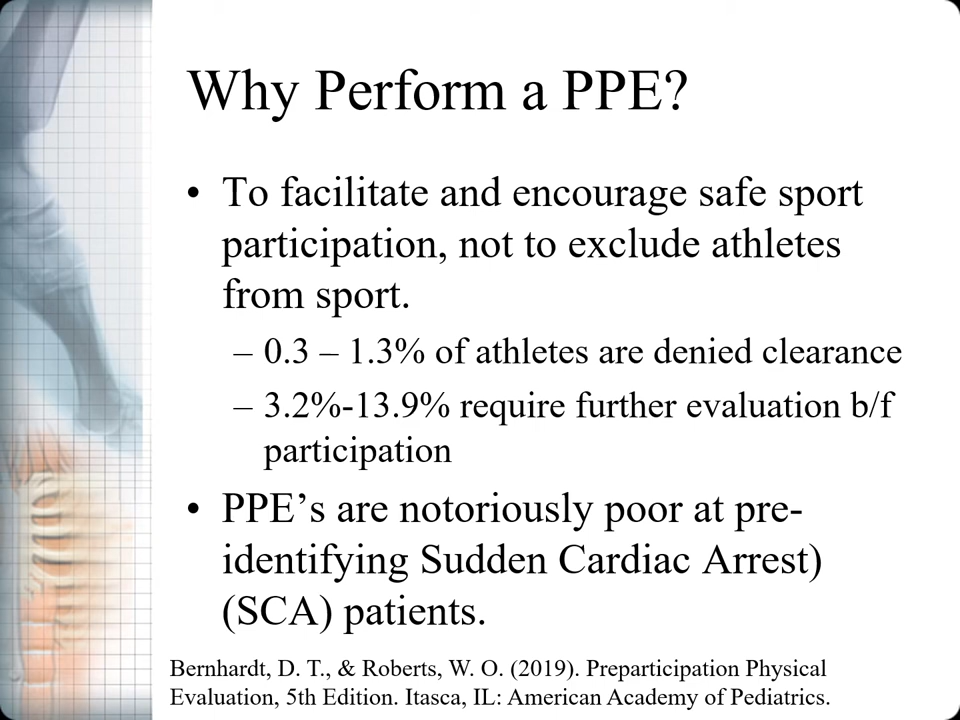 Why Perform a PPE?
• To facilitate and encourage safe sport
participation, not to exclude athletes
from sport.
– 0.3 – 1.3% of athletes are denied clearance
– 3.2%-13.9% require further evaluation b/f
participation
• PPE’s are notoriously poor at pre-
identifying Sudden Cardiac Arrest)
(SCA) patients.
Bernhardt, D. T., & Roberts, W. O. (2019). Preparticipation Physical
Evaluation, 5th Edition. Itasca, IL: American Academy of Pediatrics.